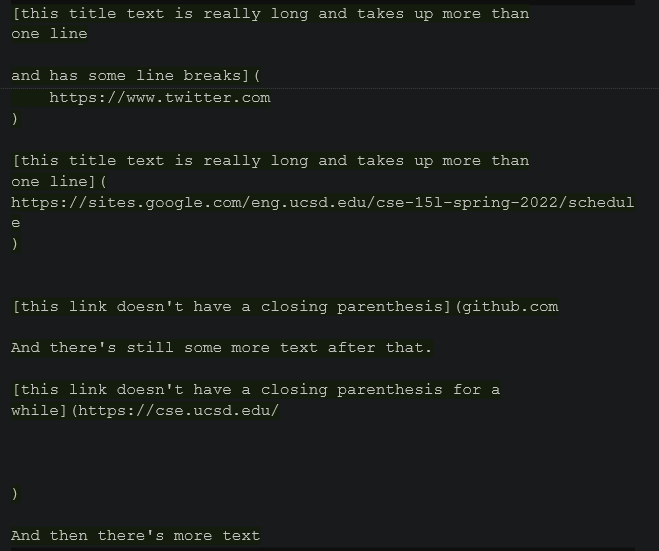 [this title text is really long and takes up more than
one line
and has some line breaks](
https://www.twitter.com
)
[this title text is really long and takes up more than
one line](
https://sites.google.com/eng.ucsd.edu/cse-15l-spring-2022/schedul
e
)
[this link doesn't have a closing parenthesis](github.com
And there's still some more text after that.
[this link doesn't have a closing parenthesis for a
while](https://cse.ucsd.edu/
)
And then there's more text